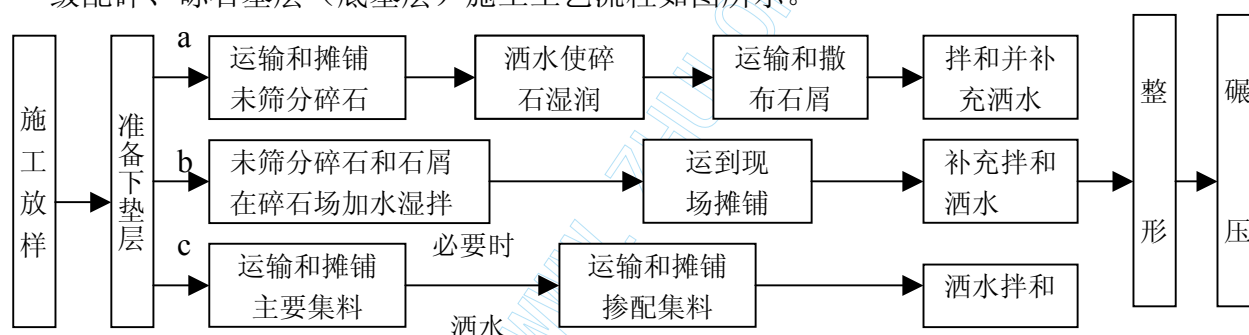 级配碎、砾石基层（底基层）施工工艺流程如图所示。
施工放样
准备下垫层
a
运输和摊铺
未筛分碎石
洒水使碎
石湿润
运输和撒
布石屑
拌和并补
充洒水
b
未筛分碎石和石屑
在碎石场加水湿拌
运到现
场摊铺
补充拌和
洒水
c
运输和摊铺
主要集料
必要时
洒水
运输和摊铺
掺配集料
洒水拌和
整形
碾压
WWW. ZHU